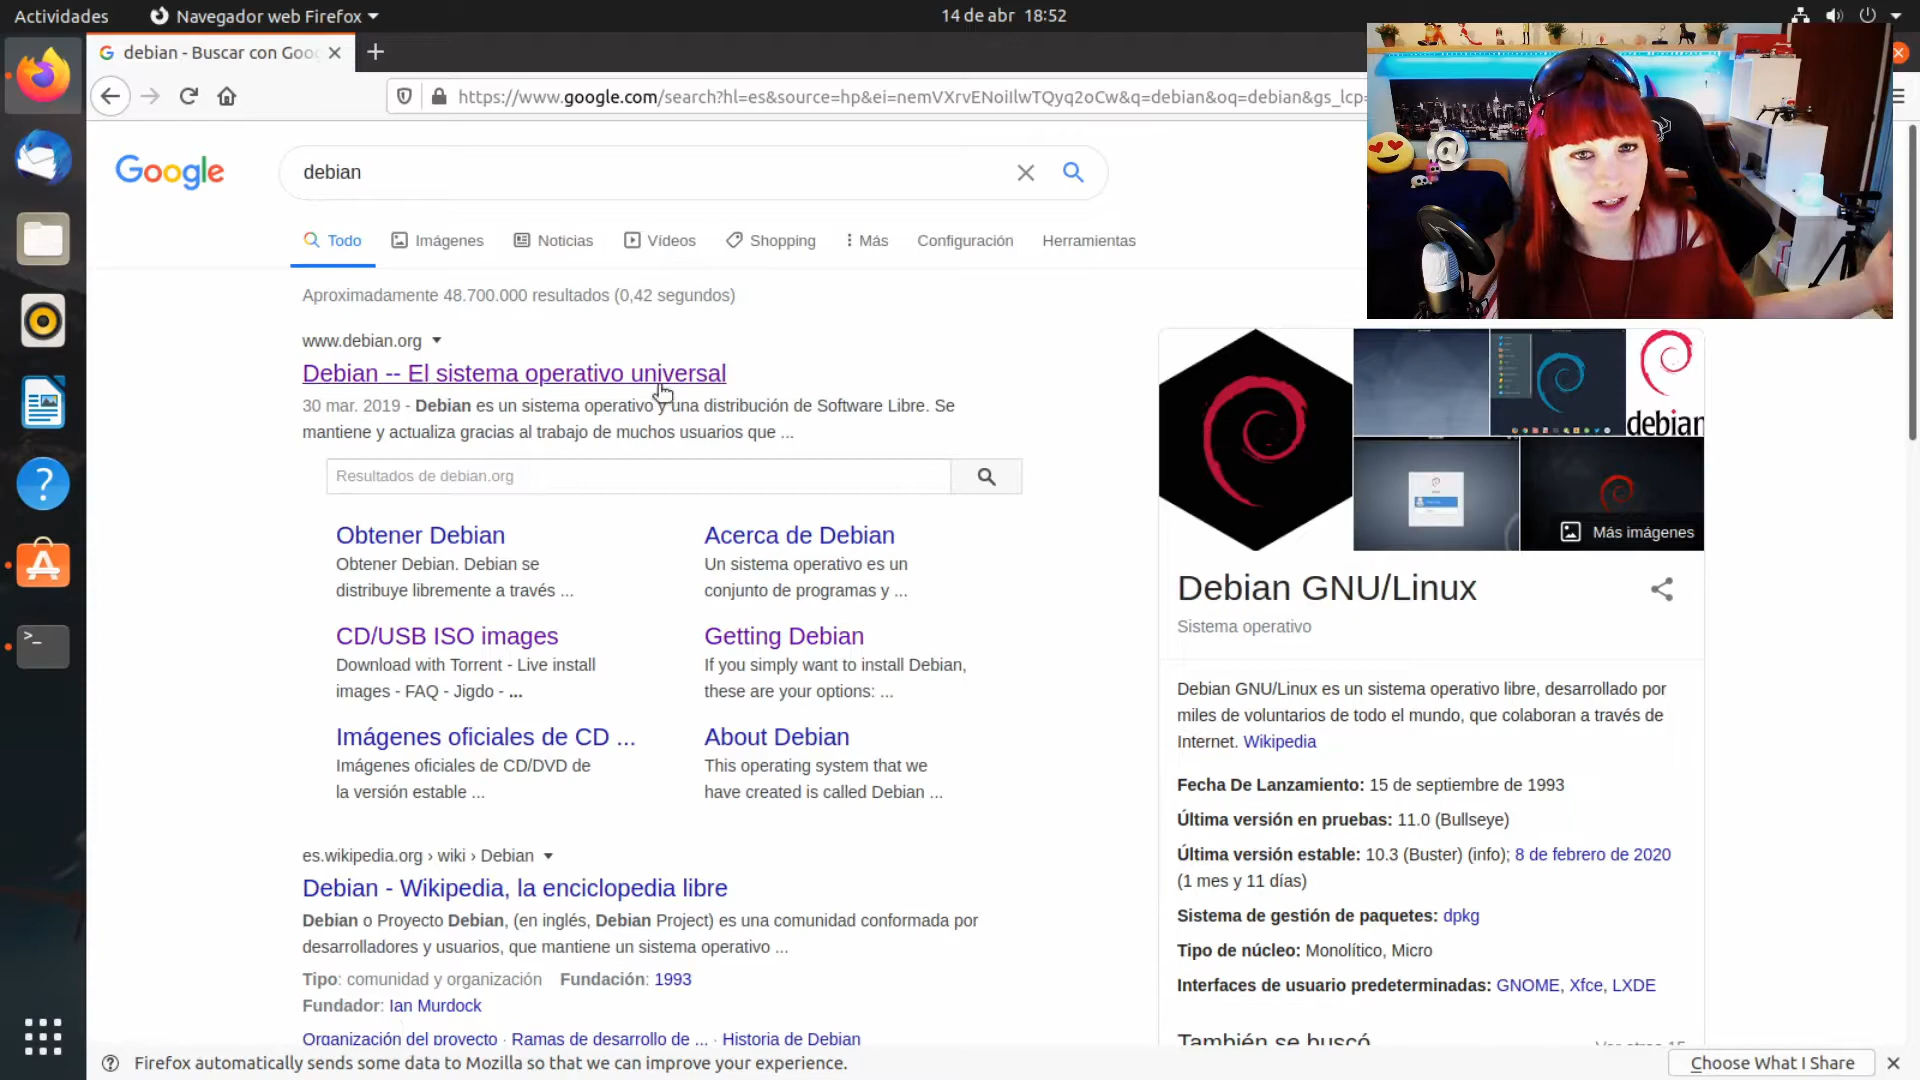 Actividades
Navegador web Firefox
14 de abr 18:52
debian - Buscar con Goo
https://www.google.com/search?hl=es&source=hp&ei=nemVXrvENoiIlwTQyq2oCw&q=debian&oq=debian&gs_lcp=
Google
debian
Todo
Imágenes
Noticias
Vídeos
Shopping
Más
Configuración
Herramientas
Aproximadamente 48.700.000 resultados (0,42 segundos)
www.debian.org
Debian -- El sistema operativo universal
30 mar. 2019 - Debian es un sistema operativo y una distribución de Software Libre. Se
mantiene y actualiza gracias al trabajo de muchos usuarios que ...
Resultados de debian.org
Obtener Debian
Obtener Debian. Debian se
distribuye libremente a través ...
Acerca de Debian
Un sistema operativo es un
conjunto de programas y ...
CD/USB ISO images
Download with Torrent - Live install
images - FAQ - Jigdo - ...
Getting Debian
If you simply want to install Debian,
these are your options: ...
Imágenes oficiales de CD ...
Imágenes oficiales de CD/DVD de
la versión estable ...
About Debian
This operating system that we
have created is called Debian ...
es.wikipedia.org › wiki › Debian
Debian - Wikipedia, la enciclopedia libre
Debian o Proyecto Debian, (en inglés, Debian Project) es una comunidad conformada por
desarrolladores y usuarios, que mantiene un sistema operativo ...
Tipo: comunidad y organización Fundación: 1993
Fundador: Ian Murdock
Organización del proyecto · Ramas de desarrollo de ... · Historia de Debian
debian
Más imágenes
Debian GNU/Linux
Sistema operativo
Debian GNU/Linux es un sistema operativo libre, desarrollado por
miles de voluntarios de todo el mundo, que colaboran a través de
Internet. Wikipedia
Fecha De Lanzamiento: 15 de septiembre de 1993
Última versión en pruebas: 11.0 (Bullseye)
Última versión estable: 10.3 (Buster) (info); 8 de febrero de 2020
(1 mes y 11 días)
Sistema de gestión de paquetes: dpkg
Tipo de núcleo: Monolítico, Micro
Interfaces de usuario predeterminadas: GNOME, Xfce, LXDE
También se buscó
Firefox automatically sends some data to Mozilla so that we can improve your experience.
Choose What I Share